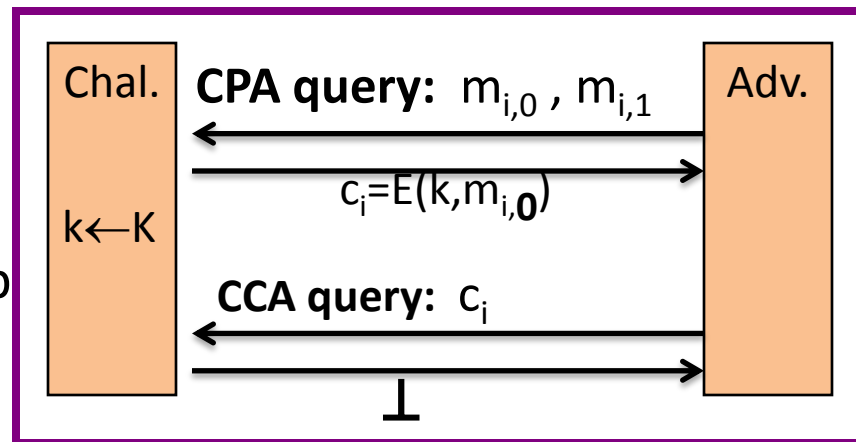 Chal.
CPA query: m_{i,0} , m_{i,1}
Adv.
c_i=E(k,m_{i,0})
k←K
CCA query: c_i
⊥